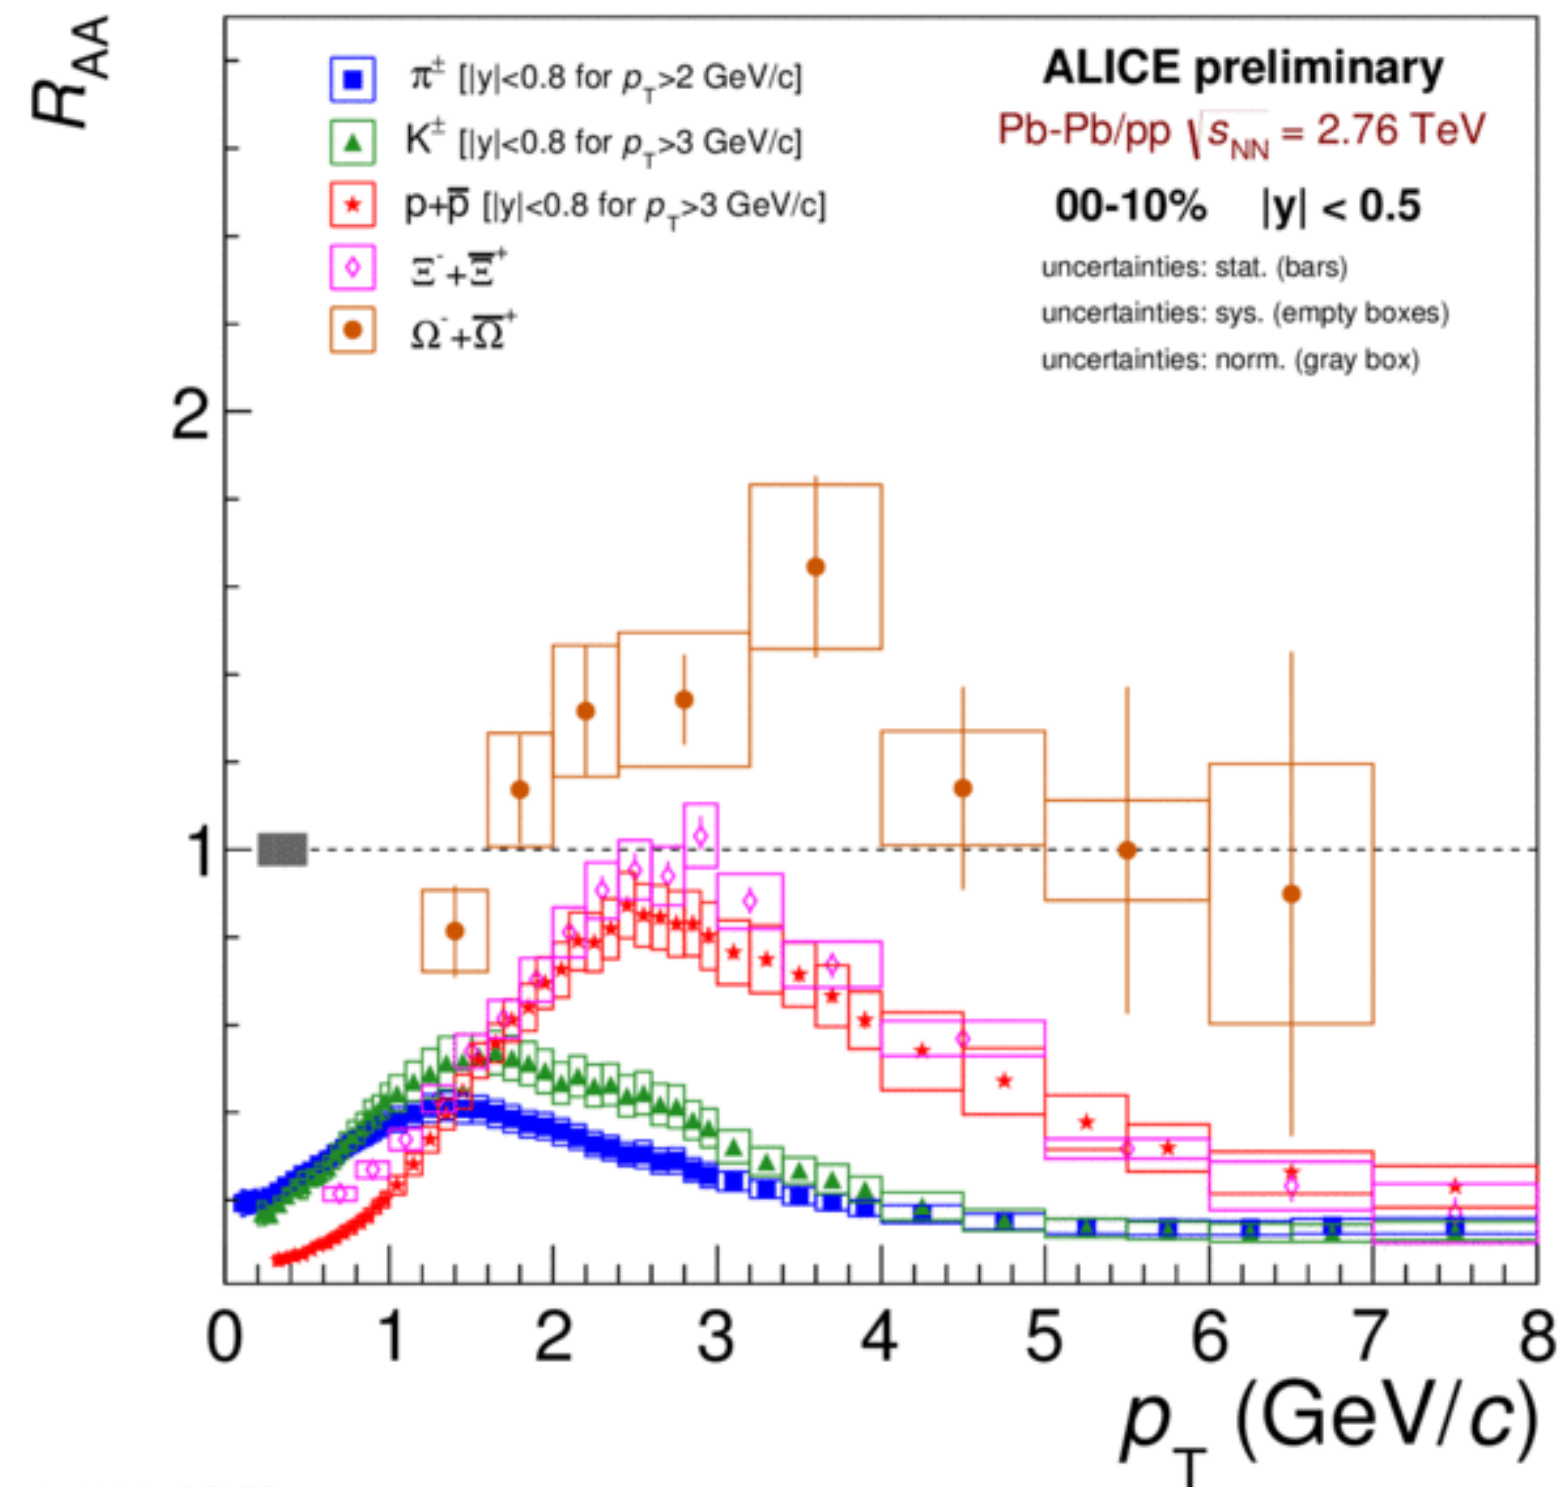 R_AA
π± [|y|<0.8 for p_T>2 GeV/c]
K± [|y|<0.8 for p_T>3 GeV/c]
p+p̅ [|y|<0.8 for p_T>3 GeV/c]
Ξ⁻+Ξ̅⁺
Ω⁻+Ω̅⁺
ALICE preliminary
Pb-Pb/pp √s_NN = 2.76 TeV
00-10% |y| < 0.5
uncertainties: stat. (bars)
uncertainties: sys. (empty boxes)
uncertainties: norm. (gray box)
2
1
0 1 2 3 4 5 6 7 8
p_T (GeV/c)